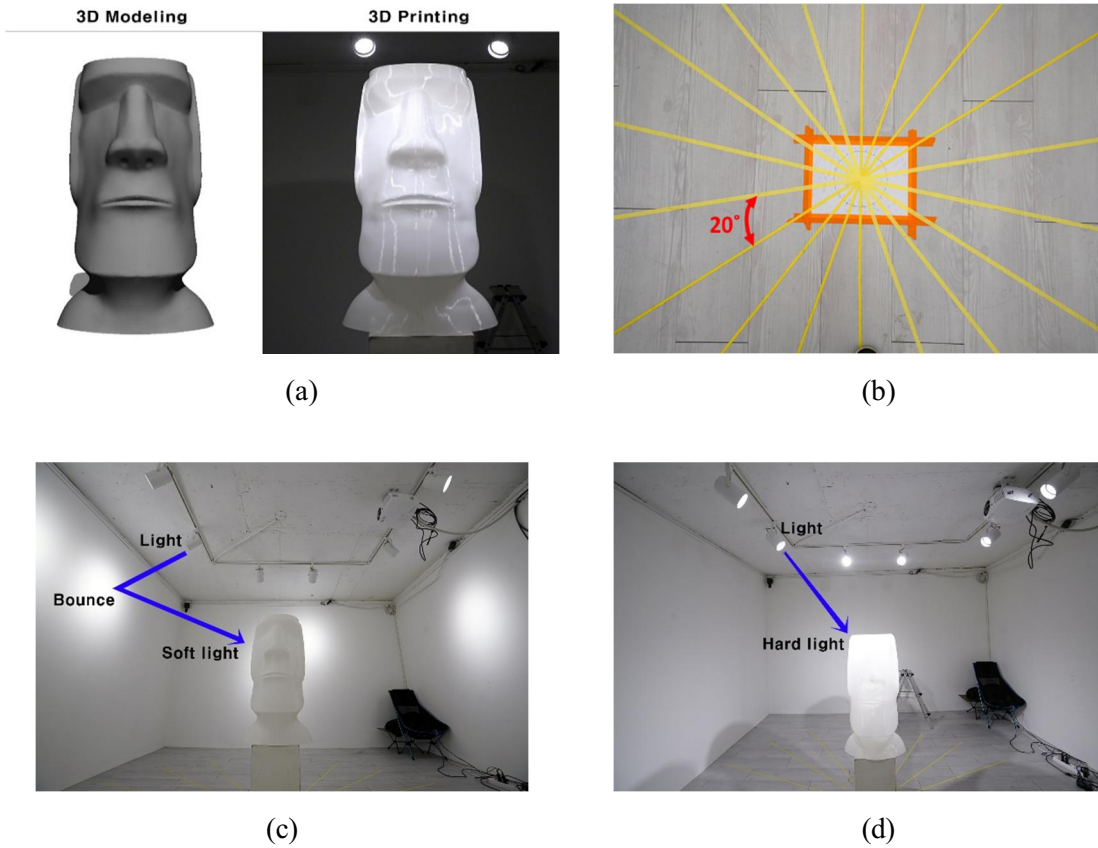 3D Modeling
3D Printing
20°
(a)
(b)
Light
Bounce
Soft light
Light
Hard light
(c)
(d)